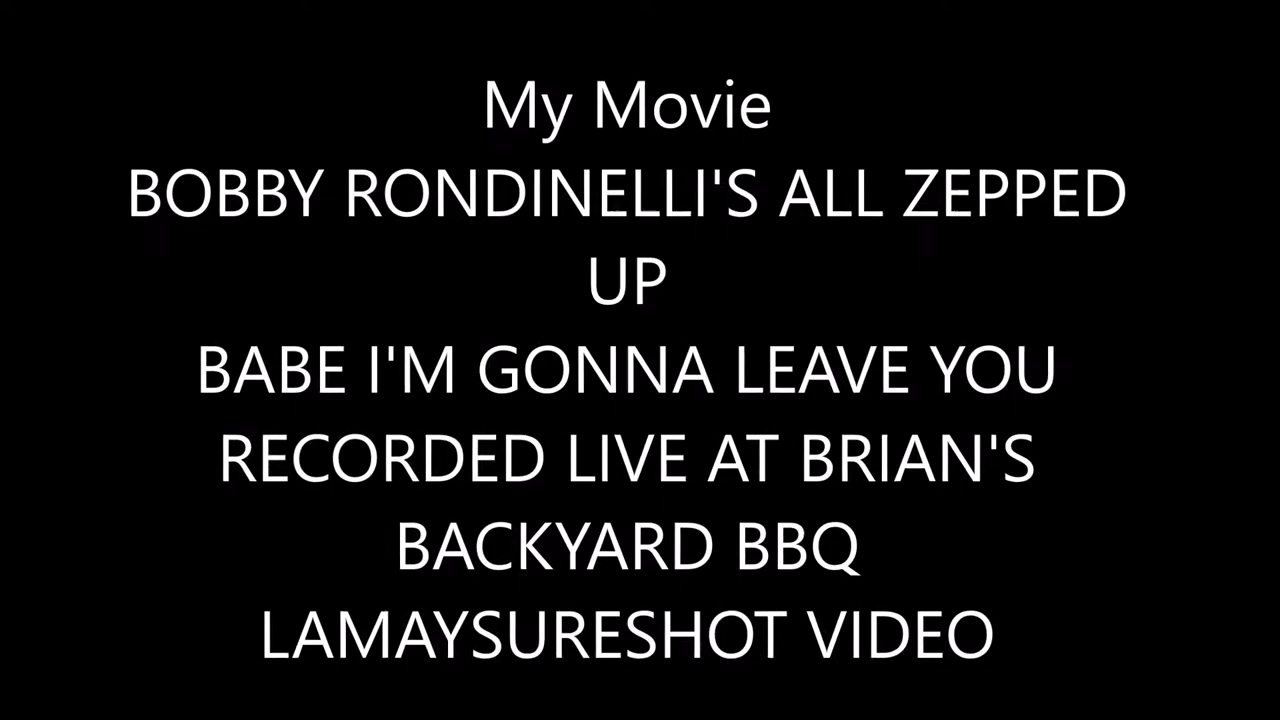 My Movie
BOBBY RONDINELLI'S ALL ZEPPED
UP
BABE I'M GONNA LEAVE YOU
RECORDED LIVE AT BRIAN'S
BACKYARD BBQ
LAMAYSURESHOT VIDEO